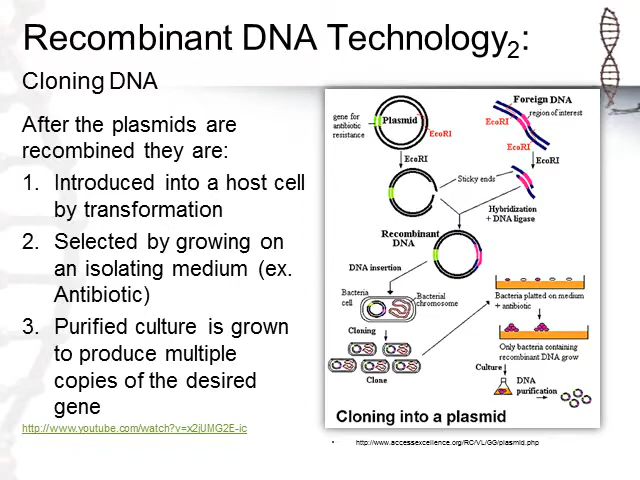 Recombinant DNA Technology2:
Cloning DNA
After the plasmids are
recombined they are:
1. Introduced into a host cell
by transformation
2. Selected by growing on
an isolating medium (ex.
Antibiotic)
3. Purified culture is grown
to produce multiple
copies of the desired
gene
http://www.youtube.com/watch?v=x2jUMG2E-ic
gene for
antibiotic
resistance
Plasmid
EcoRI
EcoRI
Foreign DNA
region of interest
EcoRI
EcoRI
EcoRI
Sticky ends
Hybridization
+ DNA ligase
Recombinant
DNA
DNA insertion
Bacteria
cell
Bacterial
chromosome
Cloning
Clone
Bacteria platted on medium
+ antibiotic
Only bacteria containing
recombinant DNA grow
Culture
DNA
purification
Cloning into a plasmid
• http://www.accessexcellence.org/RC/VL/GG/plasmid.php